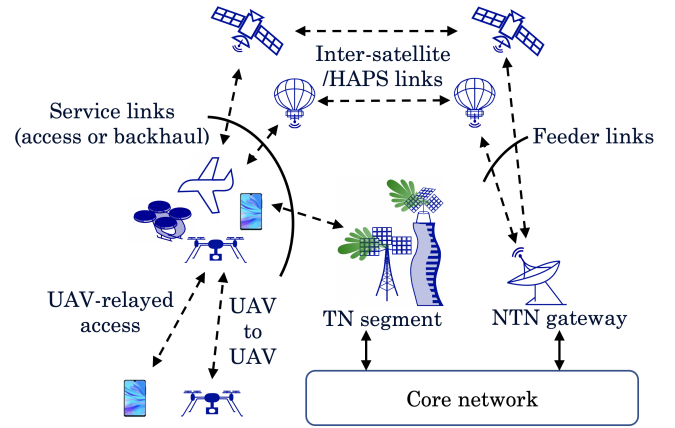 Inter-satellite
/HAPS links
Service links
(access or backhaul)
Feeder links
UAV-relayed
access
UAV
to
UAV
TN segment
NTN gateway
Core network